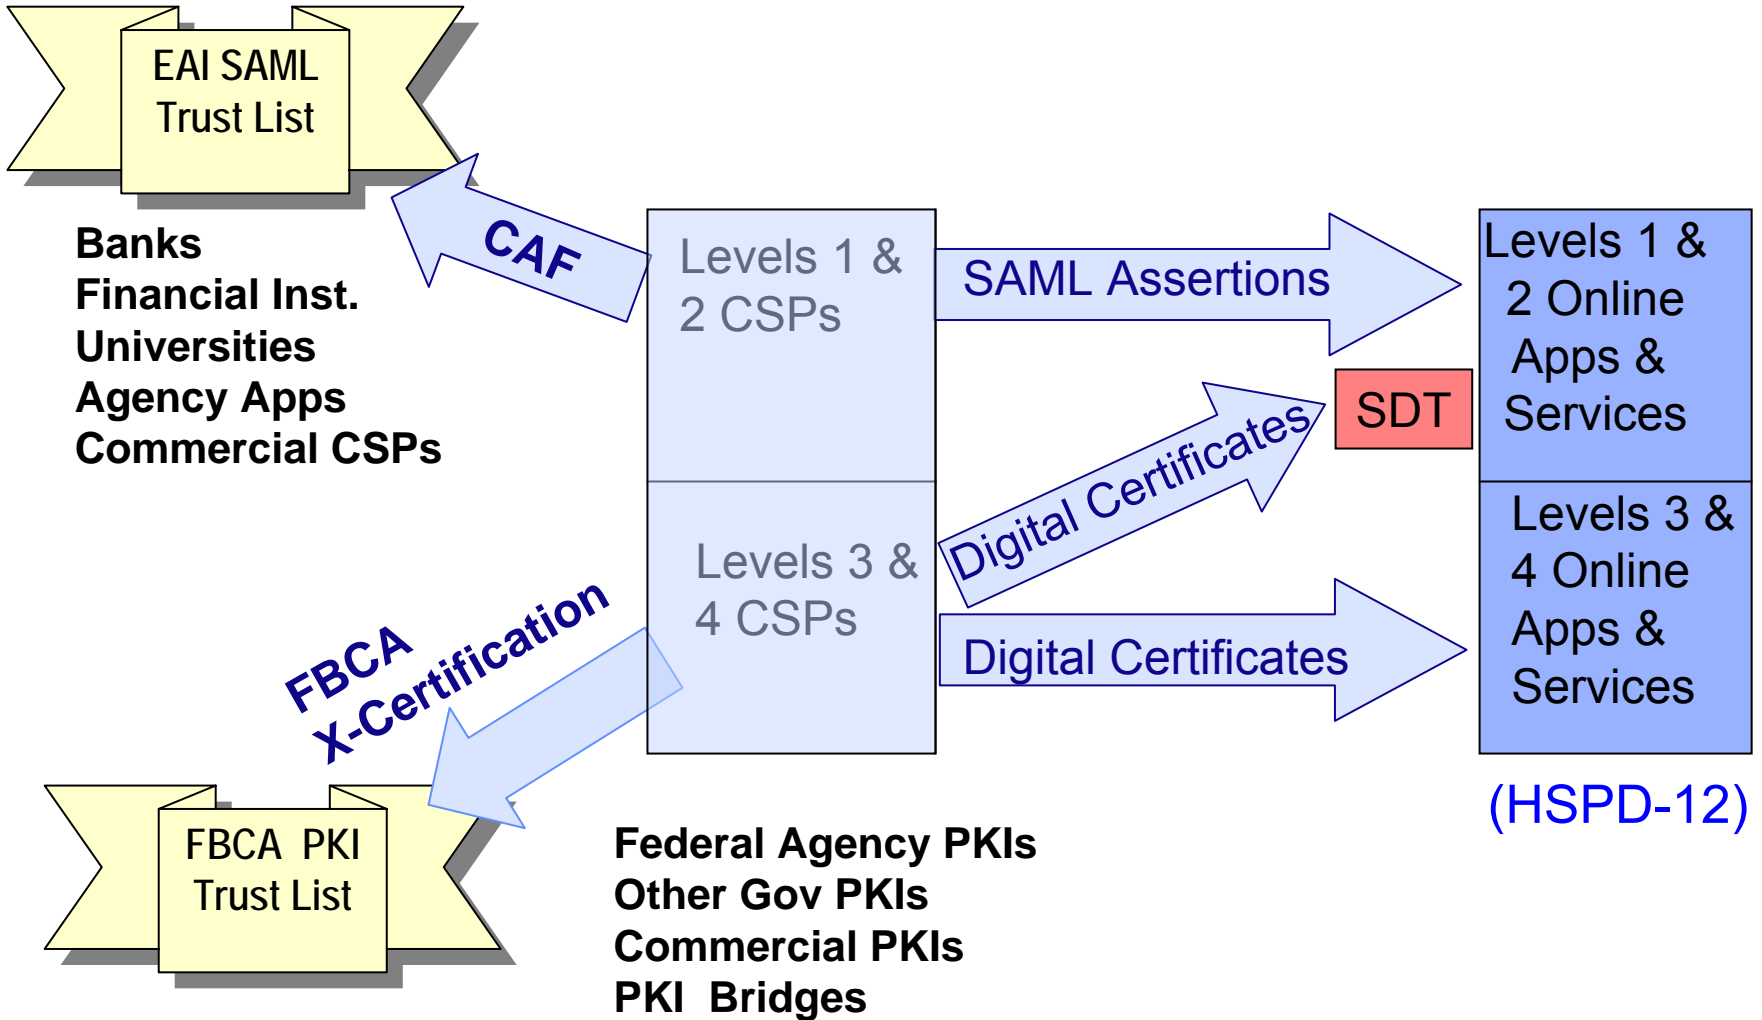 EAI SAML
Trust List
Banks
Financial Inst.
Universities
Agency Apps
Commercial CSPs
CAF
Levels 1 &
2 CSPs
SAML Assertions
Levels 1 &
2 Online
Apps &
Services
SDT
Digital Certificates
Levels 3 &
4 CSPs
Digital Certificates
Levels 3 &
4 Online
Apps &
Services
(HSPD-12)
FBCA
X-Certification
FBCA PKI
Trust List
Federal Agency PKIs
Other Gov PKIs
Commercial PKIs
PKI Bridges